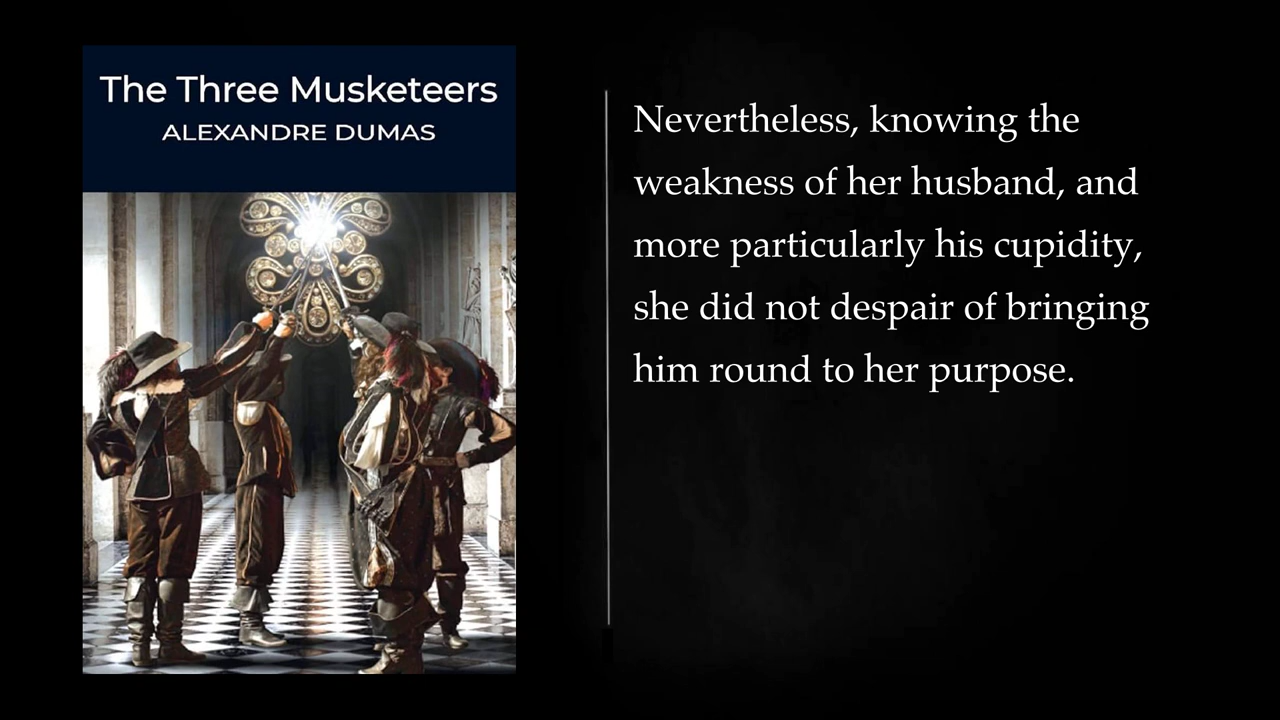 The Three Musketeers
ALEXANDRE DUMAS
Nevertheless, knowing the
weakness of her husband, and
more particularly his cupidity,
she did not despair of bringing
him round to her purpose.